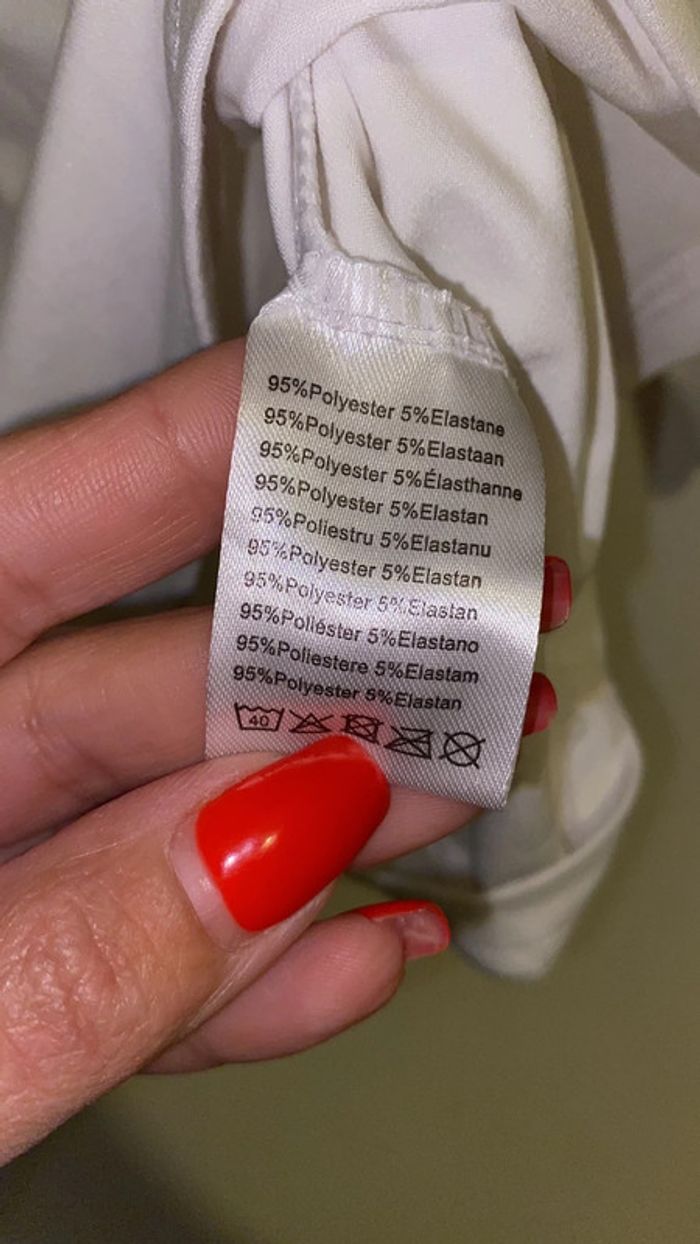 95%Polyester 5%Elastane
95%Polyester 5%Elastaan
95%Polyester 5%Élasthanne
95%Polyester 5%Elastan
95%Poliestru 5%Elastanu
95%Polyester 5%Elastan
95%Polyester 5%Elastan
95%Poliéster 5%Elastano
95%Poliestere 5%Elastam
95%Polyester 5%Elastan
40